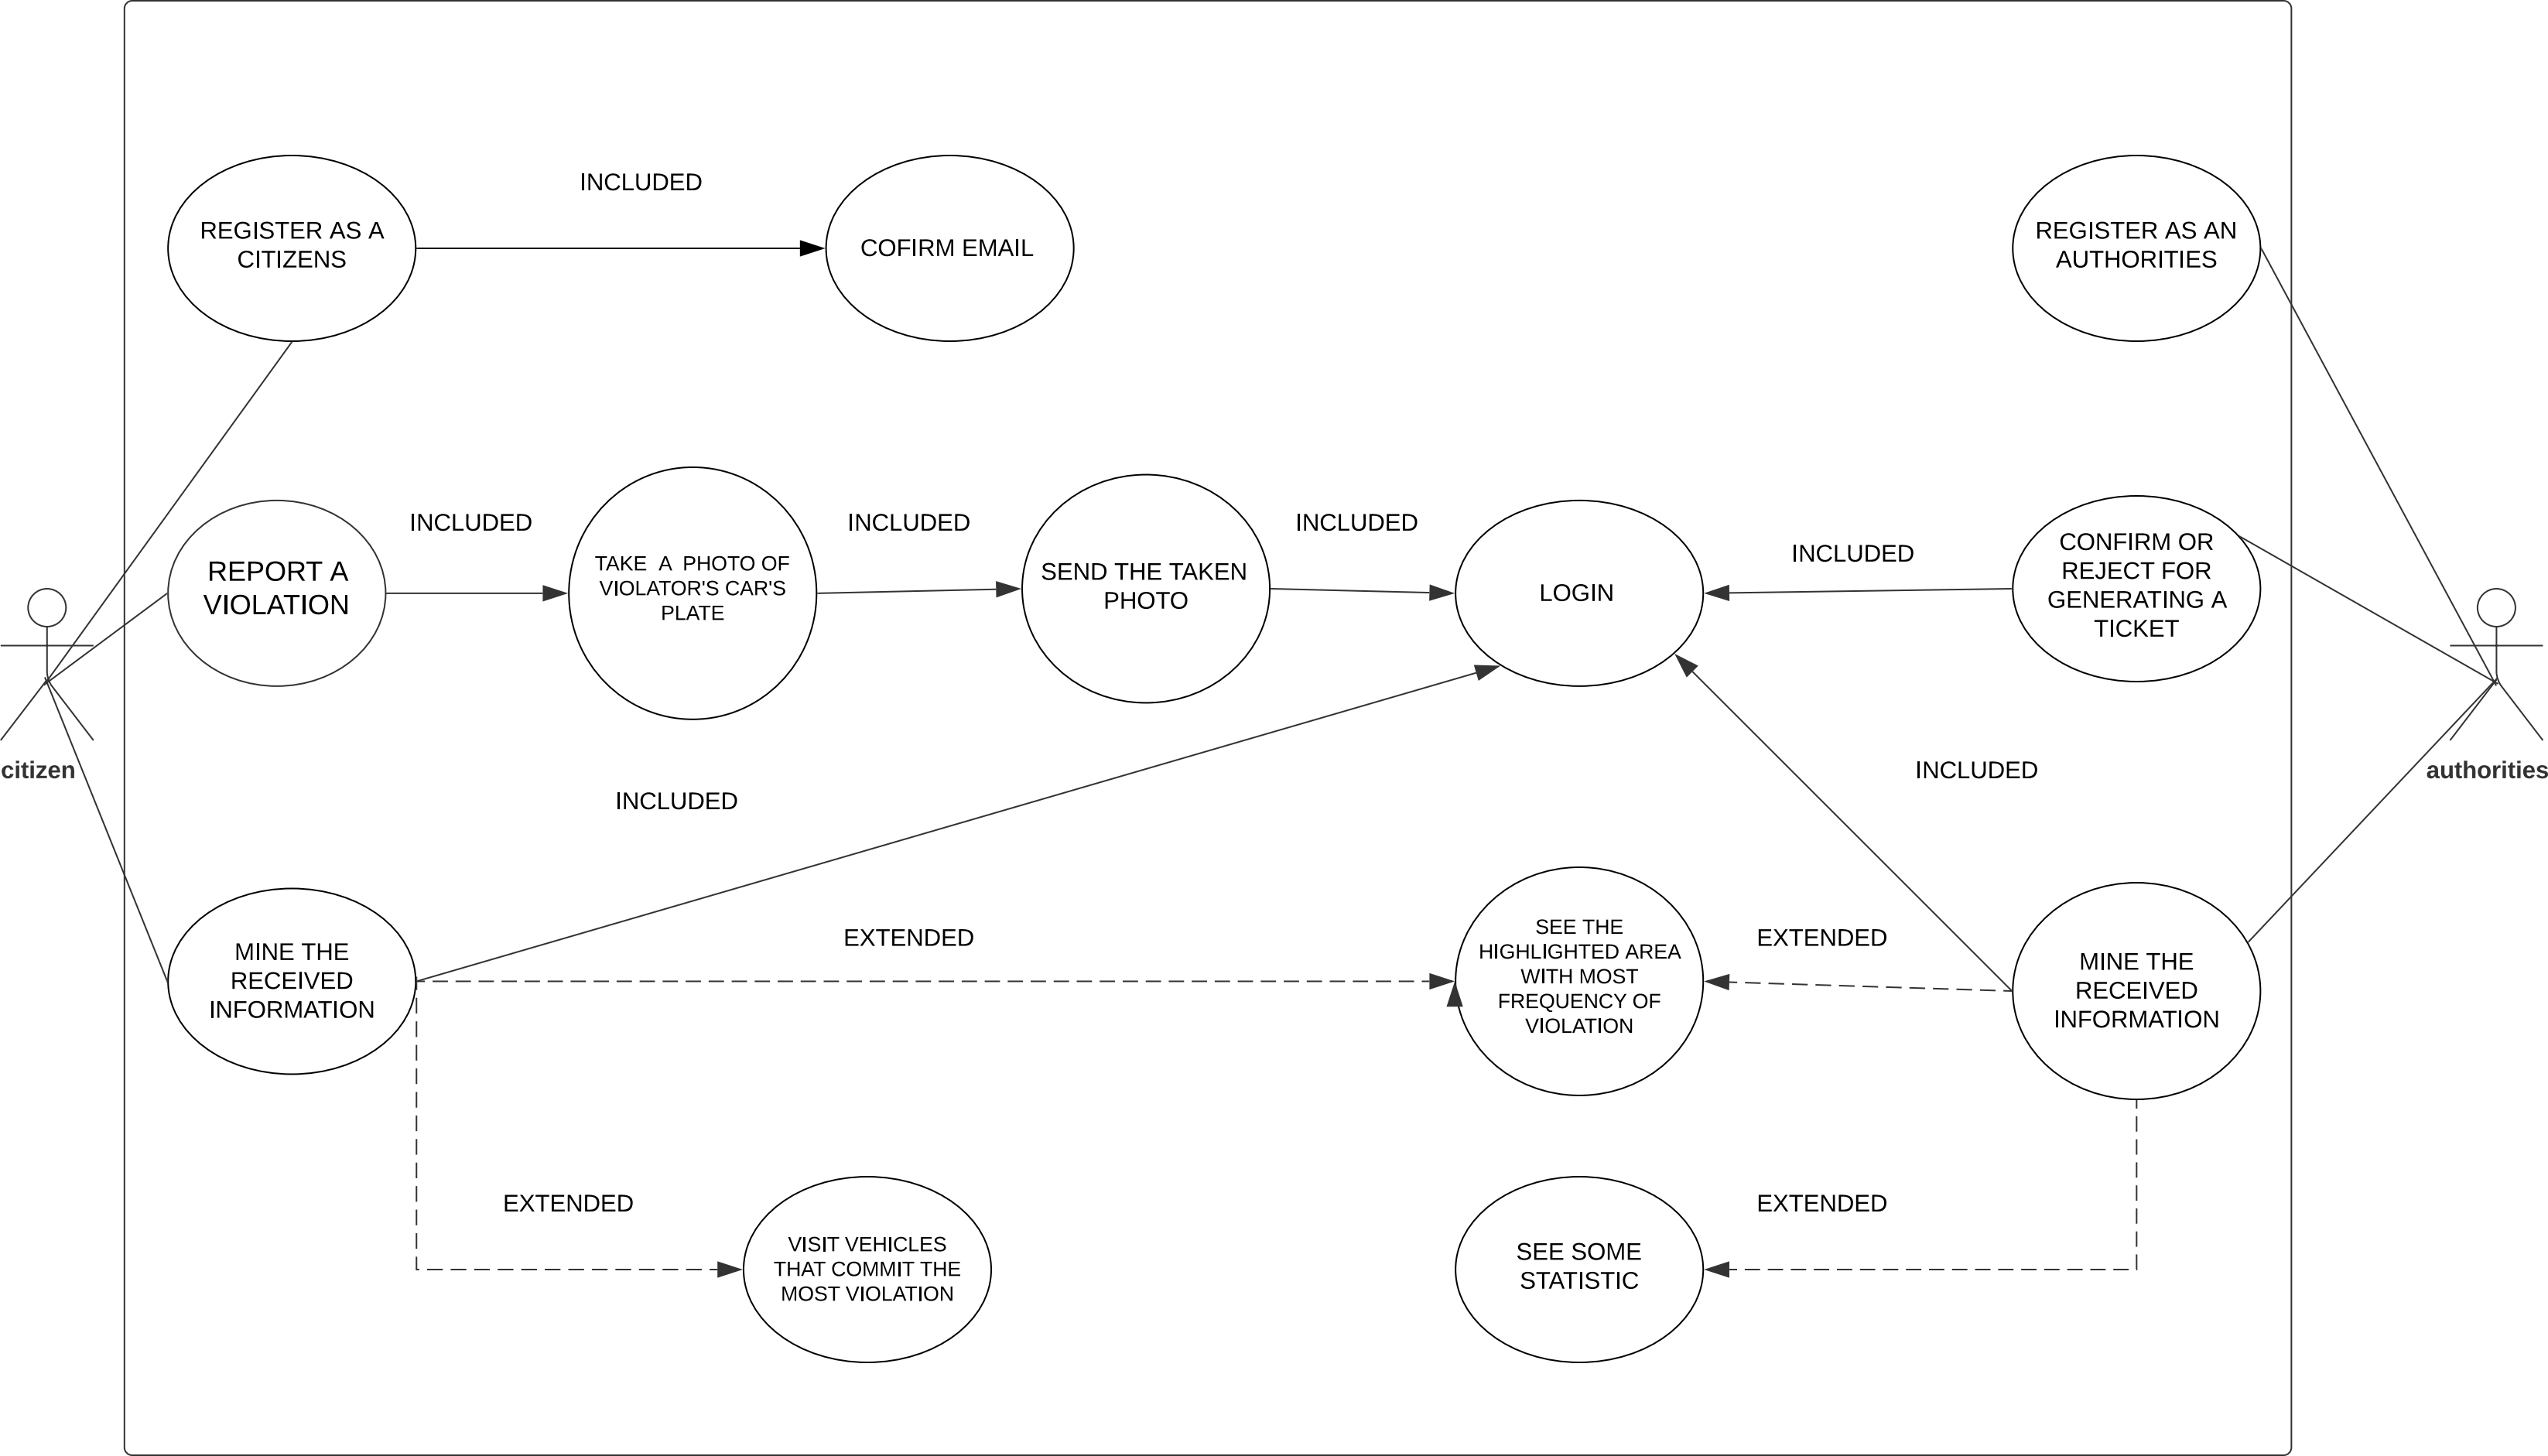 INCLUDED
REGISTER AS A
CITIZENS
COFIRM EMAIL
REGISTER AS AN
AUTHORITIES
INCLUDED
INCLUDED
INCLUDED
INCLUDED
REPORT A
VIOLATION
TAKE A PHOTO OF
VIOLATOR'S CAR'S
PLATE
SEND THE TAKEN
PHOTO
LOGIN
CONFIRM OR
REJECT FOR
GENERATING A
TICKET
citizen
authorities
INCLUDED
INCLUDED
EXTENDED
EXTENDED
MINE THE
RECEIVED
INFORMATION
SEE THE
HIGHLIGHTED AREA
WITH MOST
FREQUENCY OF
VIOLATION
MINE THE
RECEIVED
INFORMATION
EXTENDED
EXTENDED
VISIT VEHICLES
THAT COMMIT THE
MOST VIOLATION
SEE SOME
STATISTIC